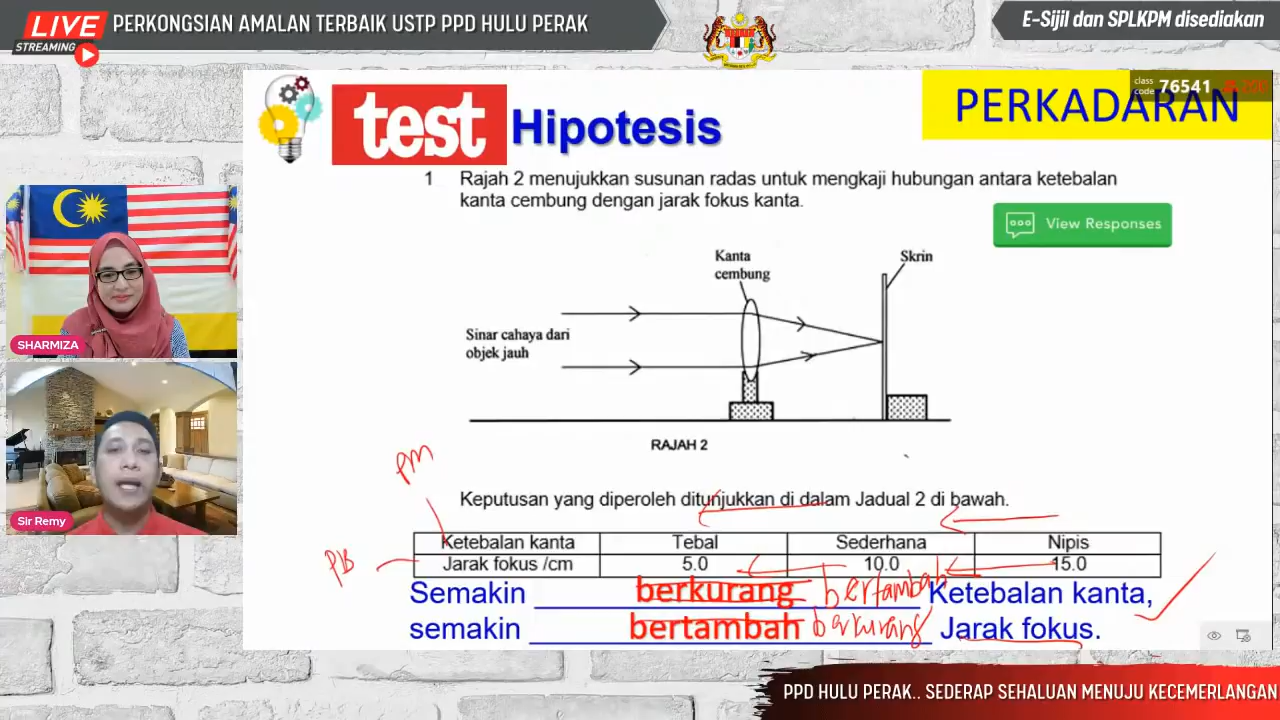 LIVE
STREAMING
PERKONGSIAN AMALAN TERBAIK USTP PPD HULU PERAK
E-Sijil dan SPLKPM disediakan
class code 76541 200
test Hipotesis
PERKADARAN
1 Rajah 2 menujukkan susunan radas untuk mengkaji hubungan antara ketebalan
kanta cembung dengan jarak fokus kanta.
View Responses
Kanta
cembung
Skrin
Sinar cahaya dari
objek jauh
RAJAH 2
SHARMIZA
Sir Remy
PM
Keputusan yang diperoleh ditunjukkan di dalam Jadual 2 di bawah.
Ketebalan kanta Tebal Sederhana Nipis
PB
Jarak fokus /cm 5.0 10.0 15.0
Semakin berkurang bertambah Ketebalan kanta,
semakin bertambah berkurang Jarak fokus.
PPD HULU PERAK.. SEDERAP SEHALUAN MENUJU KECEMERLANGAN